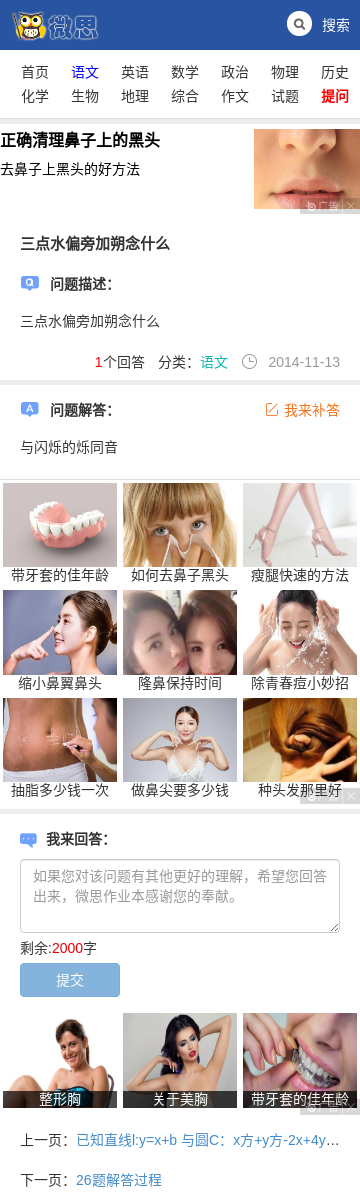 微思
搜索
首页 语文 英语 数学 政治 物理 历史
化学 生物 地理 综合 作文 试题 提问
正确清理鼻子上的黑头
去鼻子上黑头的好方法
广告
三点水偏旁加朔念什么
问题描述：
三点水偏旁加朔念什么
1个回答 分类：语文 2014-11-13
问题解答：
我来补答
与闪烁的烁同音
带牙套的佳年龄 如何去鼻子黑头 瘦腿快速的方法
缩小鼻翼鼻头 隆鼻保持时间 除青春痘小妙招
抽脂多少钱一次 做鼻尖要多少钱 种头发那里好
广告
我来回答：
如果您对该问题有其他更好的理解，希望您回答
出来，微思作业本感谢您的奉献。
剩余:2000字
提交
整形胸 关于美胸 带牙套的佳年龄
广告
上一页：已知直线l:y=x+b 与圆C：x方+y方-2x+4y...
下一页：26题解答过程